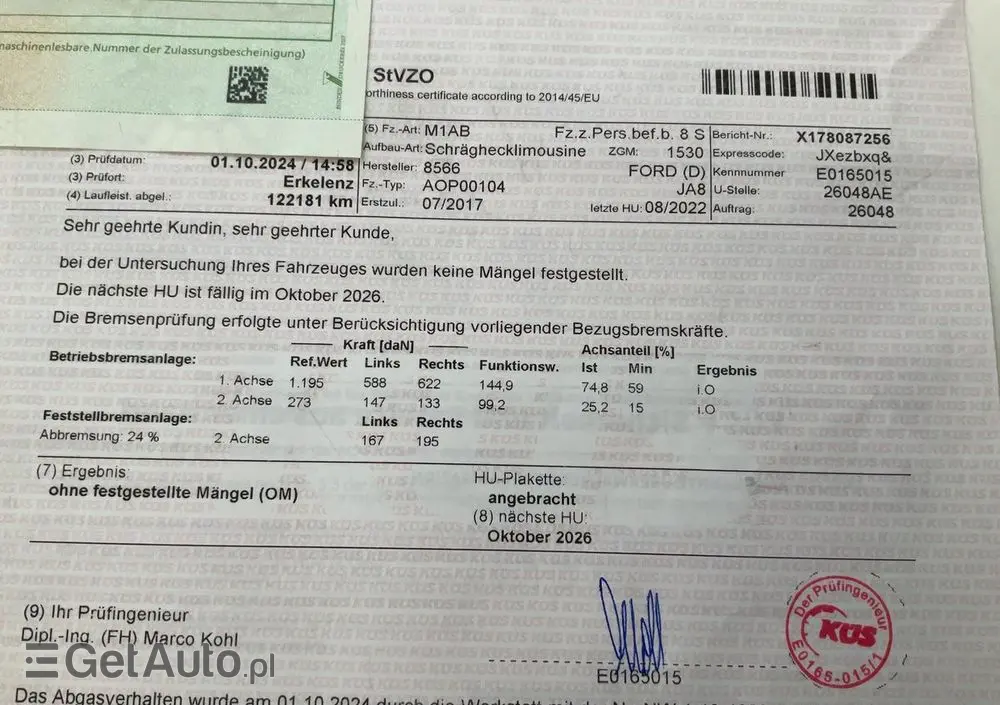 maschinenlesbare Nummer der Zulassungsbescheinigung)
StVZO
orthiness certificate according to 2014/45/EU
(5) Fz.-Art: M1AB Fz.z.Pers.bef.b. 8 S
Aufbau-Art: Schräghecklimousine ZGM: 1530
Hersteller: 8566 FORD (D)
Fz.-Typ: AOP00104 JA8
Erstzul.: 07/2017 letzte HU: 08/2022
Bericht-Nr.: X178087256
Expresscode: JXezbxq&
Kennnummer E0165015
U-Stelle: 26048AE
Auftrag: 26048
(3) Prüfdatum: 01.10.2024 / 14:58
(3) Prüfort: Erkelenz
(4) Laufleist. abgel.: 122181 km
Sehr geehrte Kundin, sehr geehrter Kunde,
bei der Untersuchung Ihres Fahrzeuges wurden keine Mängel festgestellt.
Die nächste HU ist fällig im Oktober 2026.
Die Bremsenprüfung erfolgte unter Berücksichtigung vorliegender Bezugsbremskräfte.
Kraft [daN] Achsanteil [%]
Betriebsbremsanlage: Ref.Wert Links Rechts Funktionsw. Ist Min Ergebnis
1. Achse 1.195 588 622 144,9 74,8 59 i.O
2. Achse 273 147 133 99,2 25,2 15 i.O
Feststellbremsanlage: Links Rechts
Abbremsung: 24 % 2. Achse 167 195
(7) Ergebnis:
ohne festgestellte Mängel (OM)
HU-Plakette:
angebracht
(8) nächste HU:
Oktober 2026
(9) Ihr Prüfingenieur
Dipl.-Ing. (FH) Marco Kohl
E0165015
Der Prüfingenieur
KÜS
E0165-015/1
GetAuto.pl
Das Abgasverhalten wurde am 01.10.2024 durch die Werkstatt mit der